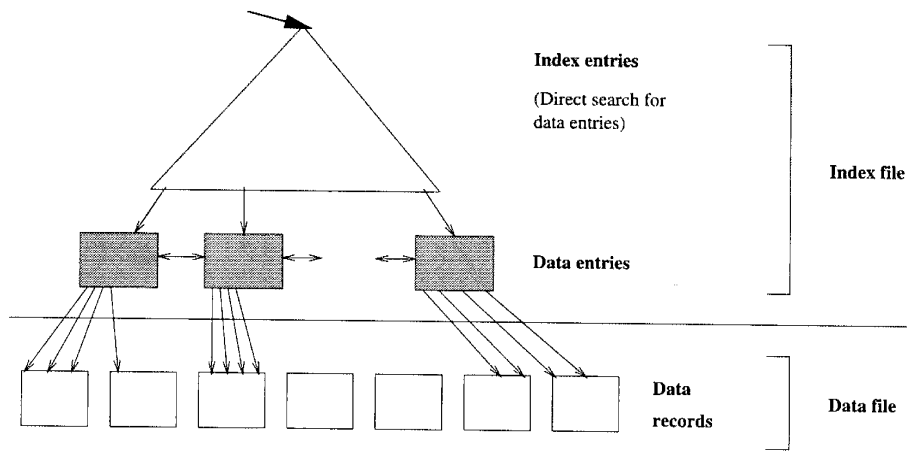 Index entries
(Direct search for
data entries)
Index file
Data entries
Data
records
Data file